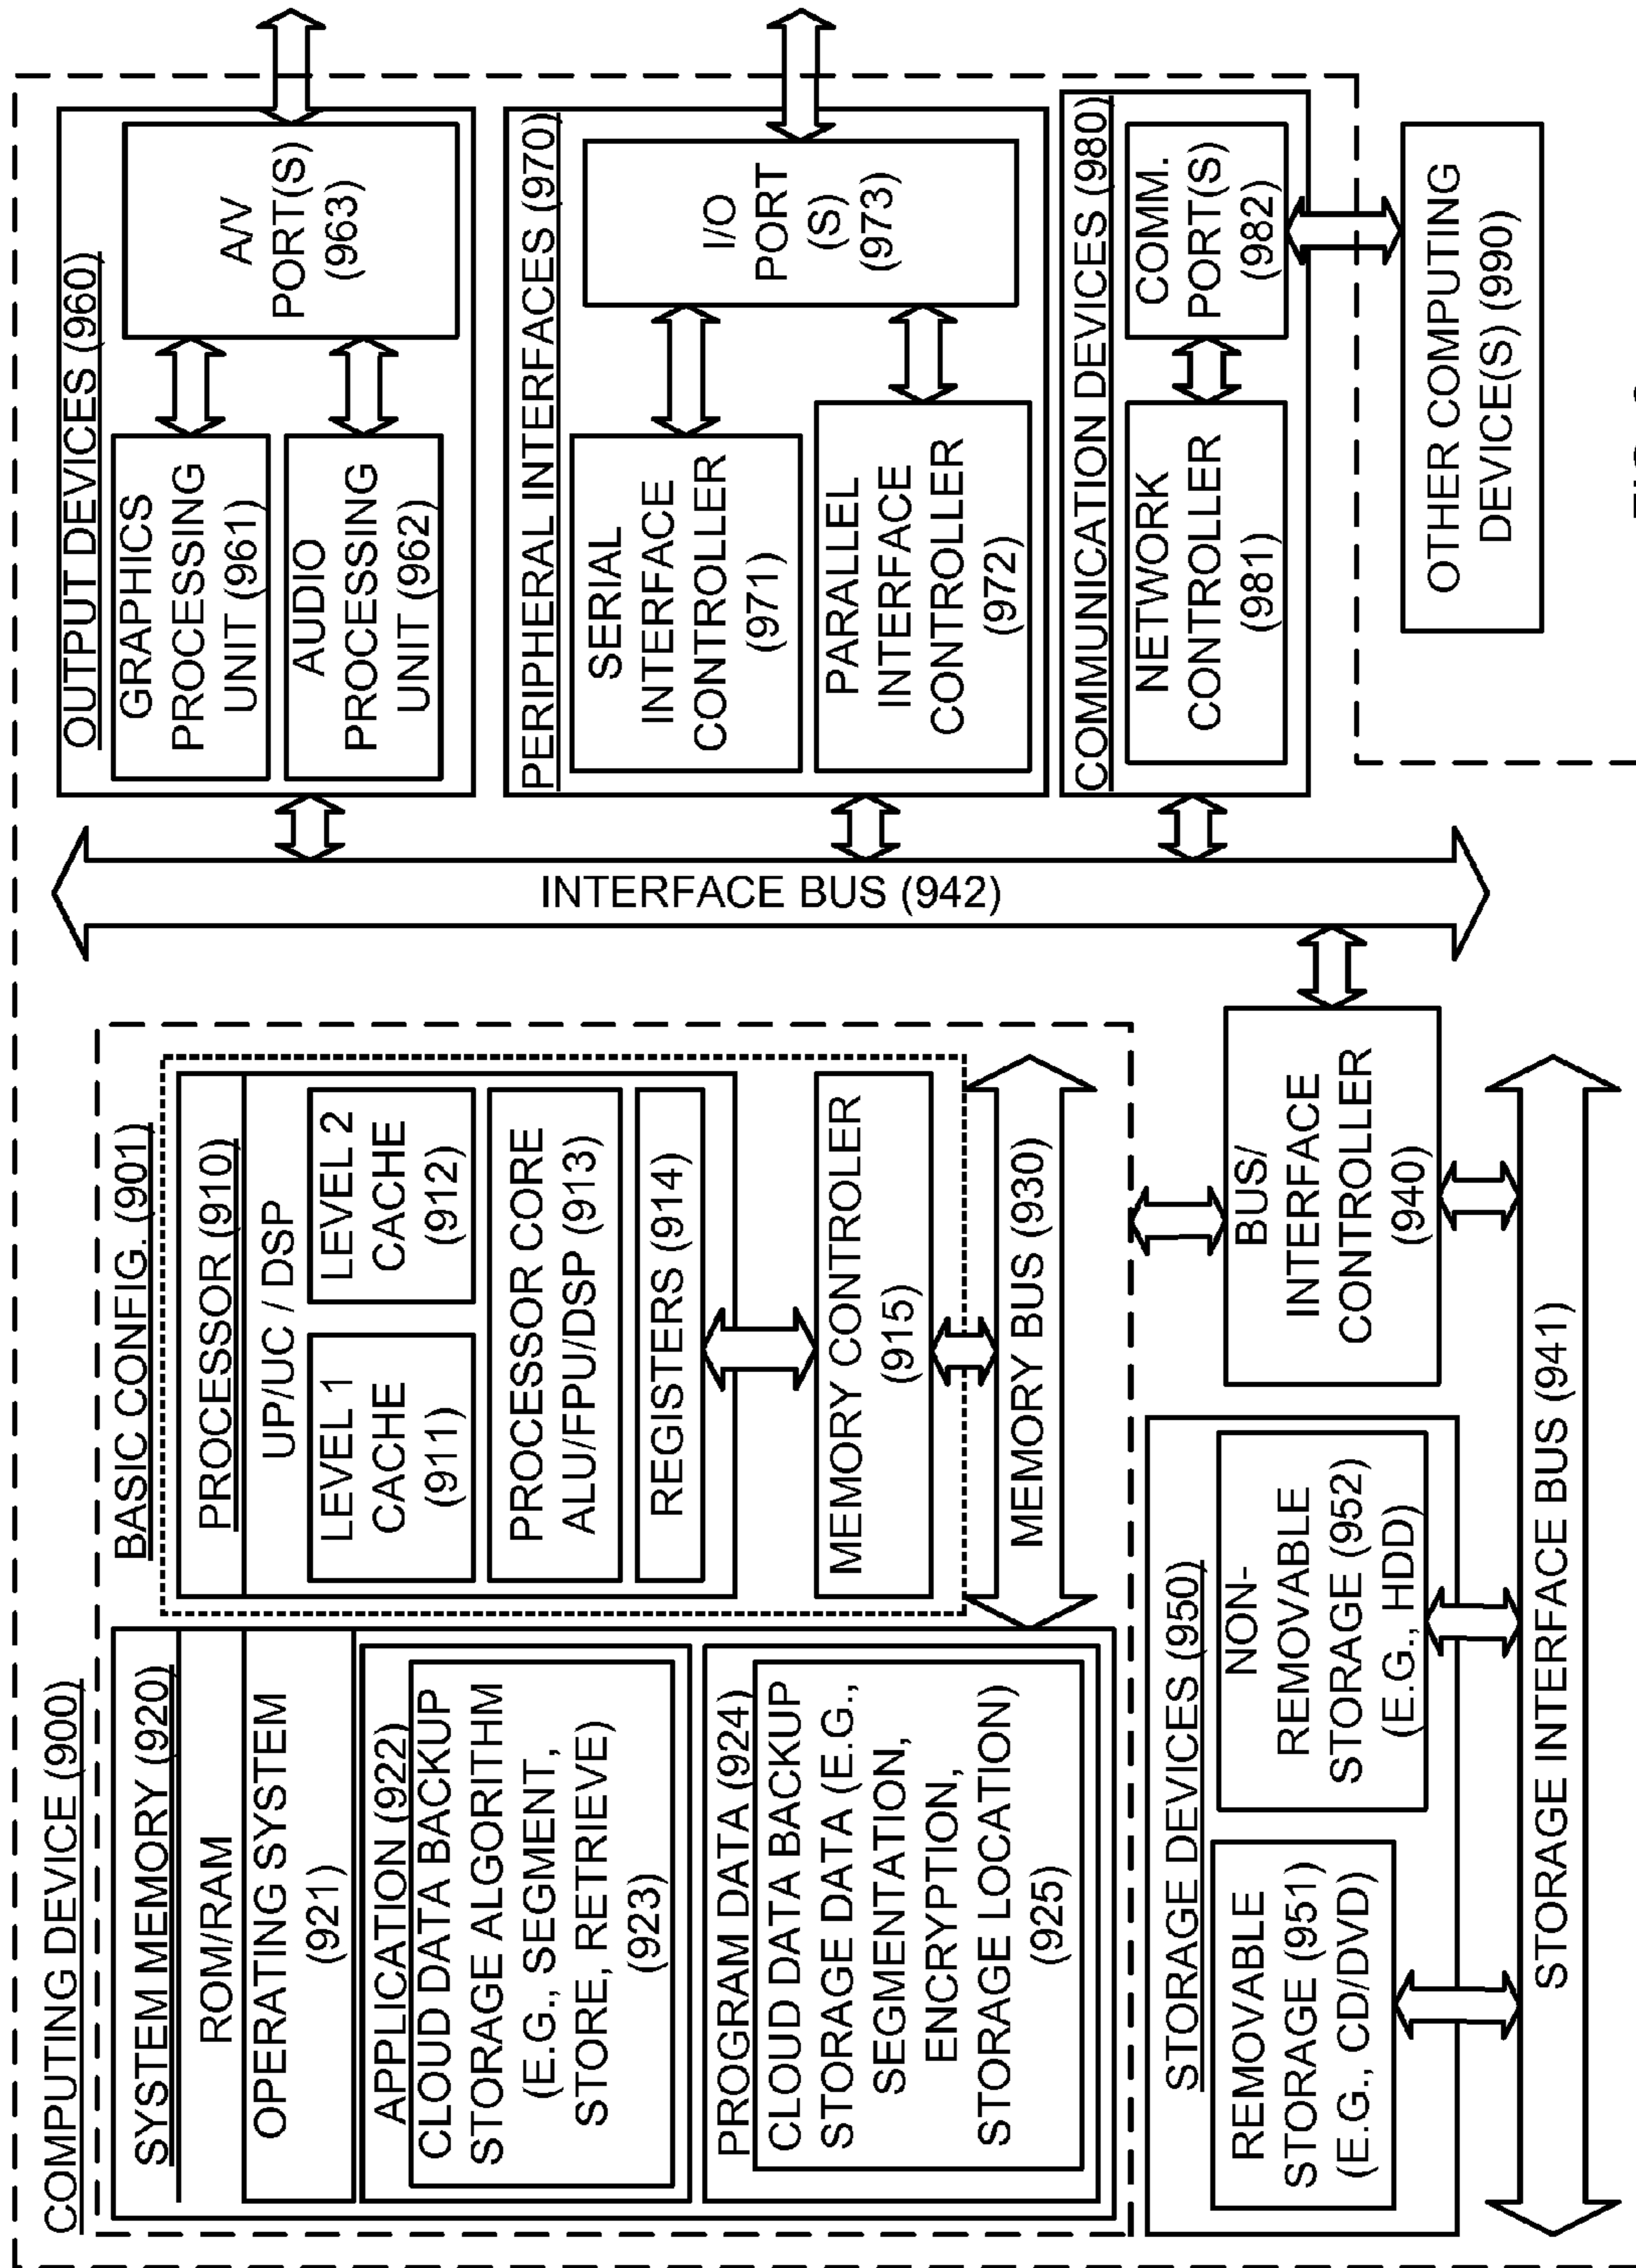 COMPUTING DEVICE (900)
SYSTEM MEMORY (920)
ROM/RAM
OPERATING SYSTEM
(921)
APPLICATION (922)
CLOUD DATA BACKUP
STORAGE ALGORITHM
(E.G., SEGMENT,
STORE, RETRIEVE)
(923)
PROGRAM DATA (924)
CLOUD DATA BACKUP
STORAGE DATA (E.G.,
SEGMENTATION,
ENCRYPTION,
STORAGE LOCATION)
(925)
BASIC CONFIG. (901)
PROCESSOR (910)
UP/UC / DSP
LEVEL 1
CACHE
(911)
LEVEL 2
CACHE
(912)
PROCESSOR CORE
ALU/FPU/DSP (913)
REGISTERS (914)
MEMORY CONTROLER
(915)
MEMORY BUS (930)
STORAGE DEVICES (950)
REMOVABLE
STORAGE (951)
(E.G., CD/DVD)
NON-
REMOVABLE
STORAGE (952)
(E.G., HDD)
BUS/
INTERFACE
CONTROLLER
(940)
STORAGE INTERFACE BUS (941)
INTERFACE BUS (942)
OUTPUT DEVICES (960)
GRAPHICS
PROCESSING
UNIT (961)
AUDIO
PROCESSING
UNIT (962)
A/V
PORT(S)
(963)
PERIPHERAL INTERFACES (970)
SERIAL
INTERFACE
CONTROLLER
(971)
PARALLEL
INTERFACE
CONTROLLER
(972)
I/O
PORT
(S)
(973)
COMMUNICATION DEVICES (980)
NETWORK
CONTROLLER
(981)
COMM.
PORT(S)
(982)
OTHER COMPUTING
DEVICE(S) (990)